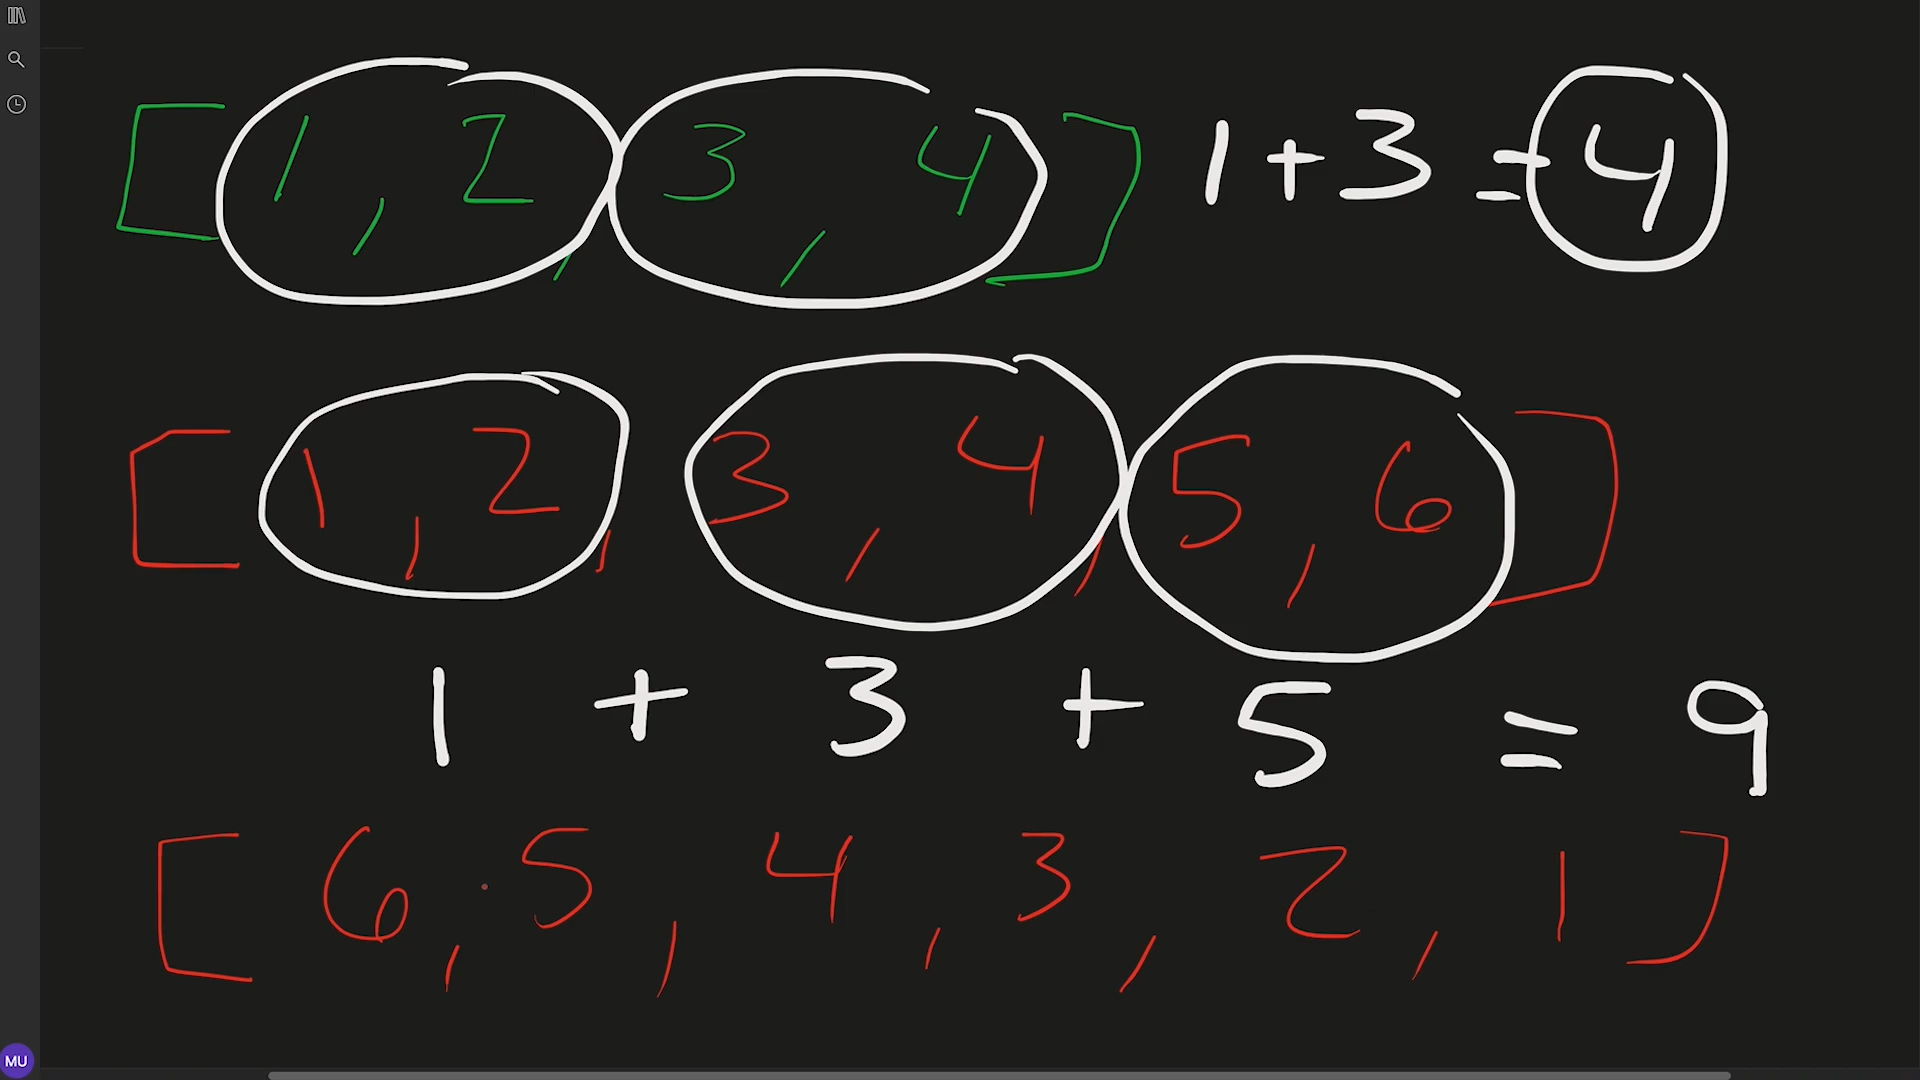 [1, 2, 3, 4] 1+3=4
[1, 2, 3, 4, 5, 6]
1 + 3 + 5 = 9
[6, 5, 4, 3, 2, 1]
MU